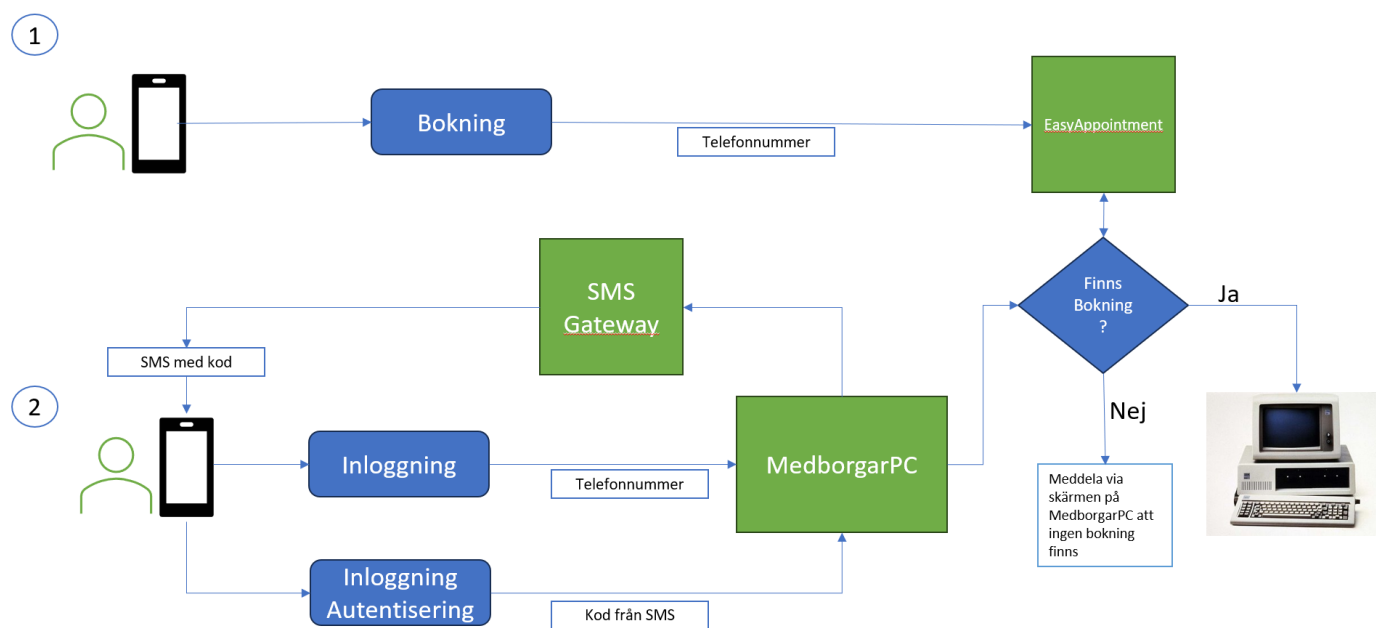 1
Bokning
Telefonnummer
EasyAppointment
SMS
Gateway
Finns
Bokning
?
Ja
SMS med kod
2
Nej
Inloggning
Telefonnummer
MedborgarPC
Meddela via
skärmen på
MedborgarPC att
ingen bokning
finns
Inloggning
Autentisering
Kod från SMS